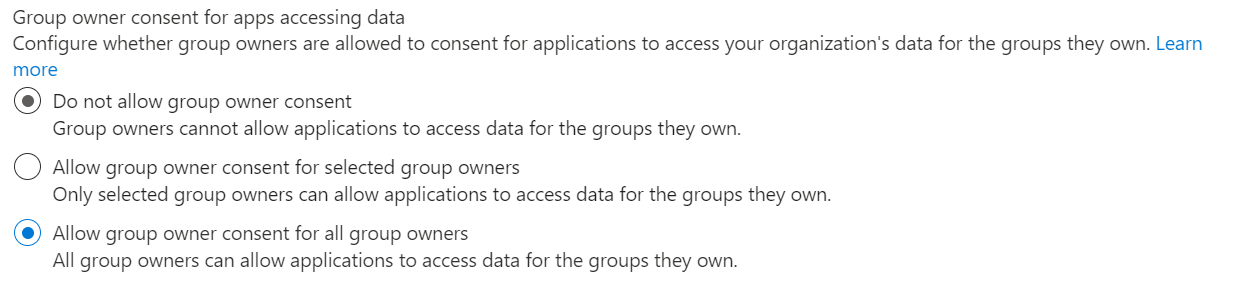 Group owner consent for apps accessing data
Configure whether group owners are allowed to consent for applications to access your organization's data for the groups they own. Learn
more
Do not allow group owner consent
Group owners cannot allow applications to access data for the groups they own.
Allow group owner consent for selected group owners
Only selected group owners can allow applications to access data for the groups they own.
Allow group owner consent for all group owners
All group owners can allow applications to access data for the groups they own.